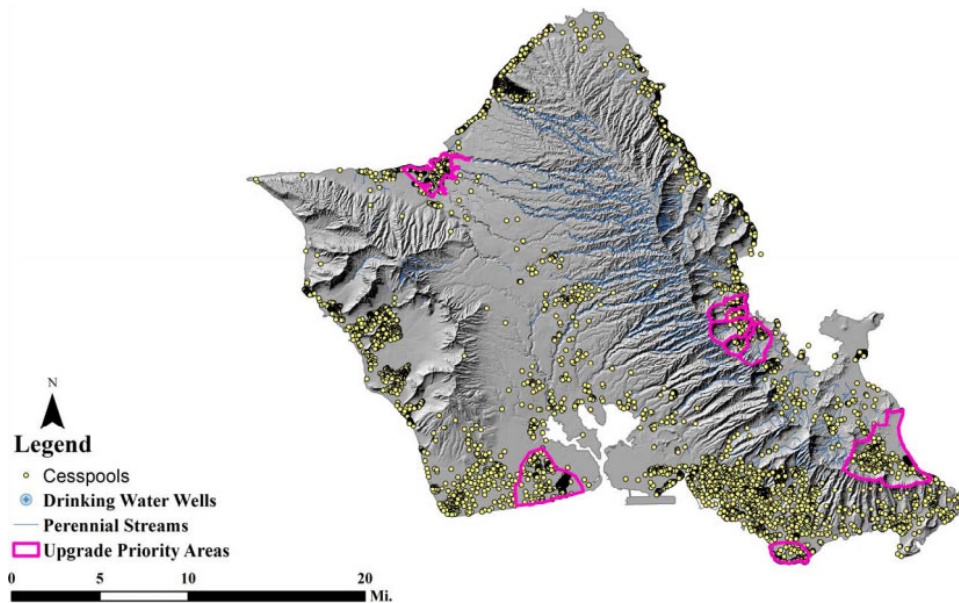 N
Legend
Cesspools
Drinking Water Wells
Perennial Streams
Upgrade Priority Areas
0 5 10 20
Mi.